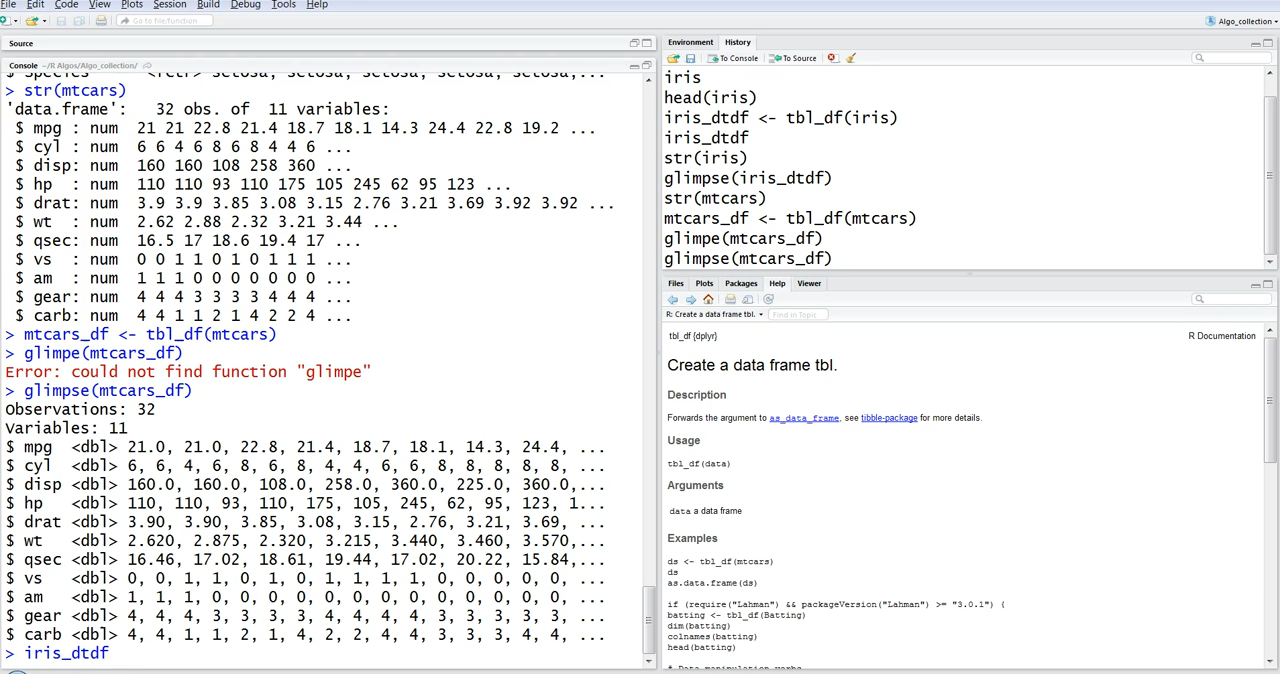 File Edit Code View Plots Session Build Debug Tools Help
Go to file/function
Algo_collection
Source
Console ~/R Algos/Algo_collection/
> str(mtcars)
'data.frame': 32 obs. of 11 variables:
$ mpg : num 21 21 22.8 21.4 18.7 18.1 14.3 24.4 22.8 19.2 ...
$ cyl : num 6 6 4 6 8 6 8 4 4 6 ...
$ disp: num 160 160 108 258 360 ...
$ hp : num 110 110 93 110 175 105 245 62 95 123 ...
$ drat: num 3.9 3.9 3.85 3.08 3.15 2.76 3.21 3.69 3.92 3.92 ...
$ wt : num 2.62 2.88 2.32 3.21 3.44 ...
$ qsec: num 16.5 17 18.6 19.4 17 ...
$ vs : num 0 0 1 1 0 1 0 1 1 1 ...
$ am : num 1 1 1 0 0 0 0 0 0 0 ...
$ gear: num 4 4 4 3 3 3 3 4 4 4 ...
$ carb: num 4 4 1 1 2 1 4 2 2 4 ...
> mtcars_df <- tbl_df(mtcars)
> glimpe(mtcars_df)
Error: could not find function "glimpe"
> glimpse(mtcars_df)
Observations: 32
Variables: 11
$ mpg <dbl> 21.0, 21.0, 22.8, 21.4, 18.7, 18.1, 14.3, 24.4, ...
$ cyl <dbl> 6, 6, 4, 6, 8, 6, 8, 4, 4, 6, 6, 8, 8, 8, 8, 8, ...
$ disp <dbl> 160.0, 160.0, 108.0, 258.0, 360.0, 225.0, 360.0,...
$ hp <dbl> 110, 110, 93, 110, 175, 105, 245, 62, 95, 123, 1...
$ drat <dbl> 3.90, 3.90, 3.85, 3.08, 3.15, 2.76, 3.21, 3.69, ...
$ wt <dbl> 2.620, 2.875, 2.320, 3.215, 3.440, 3.460, 3.570,...
$ qsec <dbl> 16.46, 17.02, 18.61, 19.44, 17.02, 20.22, 15.84,...
$ vs <dbl> 0, 0, 1, 1, 0, 1, 0, 1, 1, 1, 1, 0, 0, 0, 0, 0, ...
$ am <dbl> 1, 1, 1, 0, 0, 0, 0, 0, 0, 0, 0, 0, 0, 0, 0, 0, ...
$ gear <dbl> 4, 4, 4, 3, 3, 3, 3, 4, 4, 4, 4, 3, 3, 3, 3, 3, ...
$ carb <dbl> 4, 4, 1, 1, 2, 1, 4, 2, 2, 4, 4, 3, 3, 3, 4, 4, ...
> iris_dtdf
Environment History
To Console To Source
iris
head(iris)
iris_dtdf <- tbl_df(iris)
iris_dtdf
str(iris)
glimpse(iris_dtdf)
str(mtcars)
mtcars_df <- tbl_df(mtcars)
glimpe(mtcars_df)
glimpse(mtcars_df)
Files Plots Packages Help Viewer
R: Create a data frame tbl. Find in Topic
tbl_df {dplyr} R Documentation
Create a data frame tbl.
Description
Forwards the argument to as_data_frame, see tibble-package for more details.
Usage
tbl_df(data)
Arguments
data a data frame
Examples
ds <- tbl_df(mtcars)
ds
as.data.frame(ds)
if (require("Lahman") && packageVersion("Lahman") >= "3.0.1") {
batting <- tbl_df(Batting)
dim(batting)
colnames(batting)
head(batting)
# Data manipulation verbs